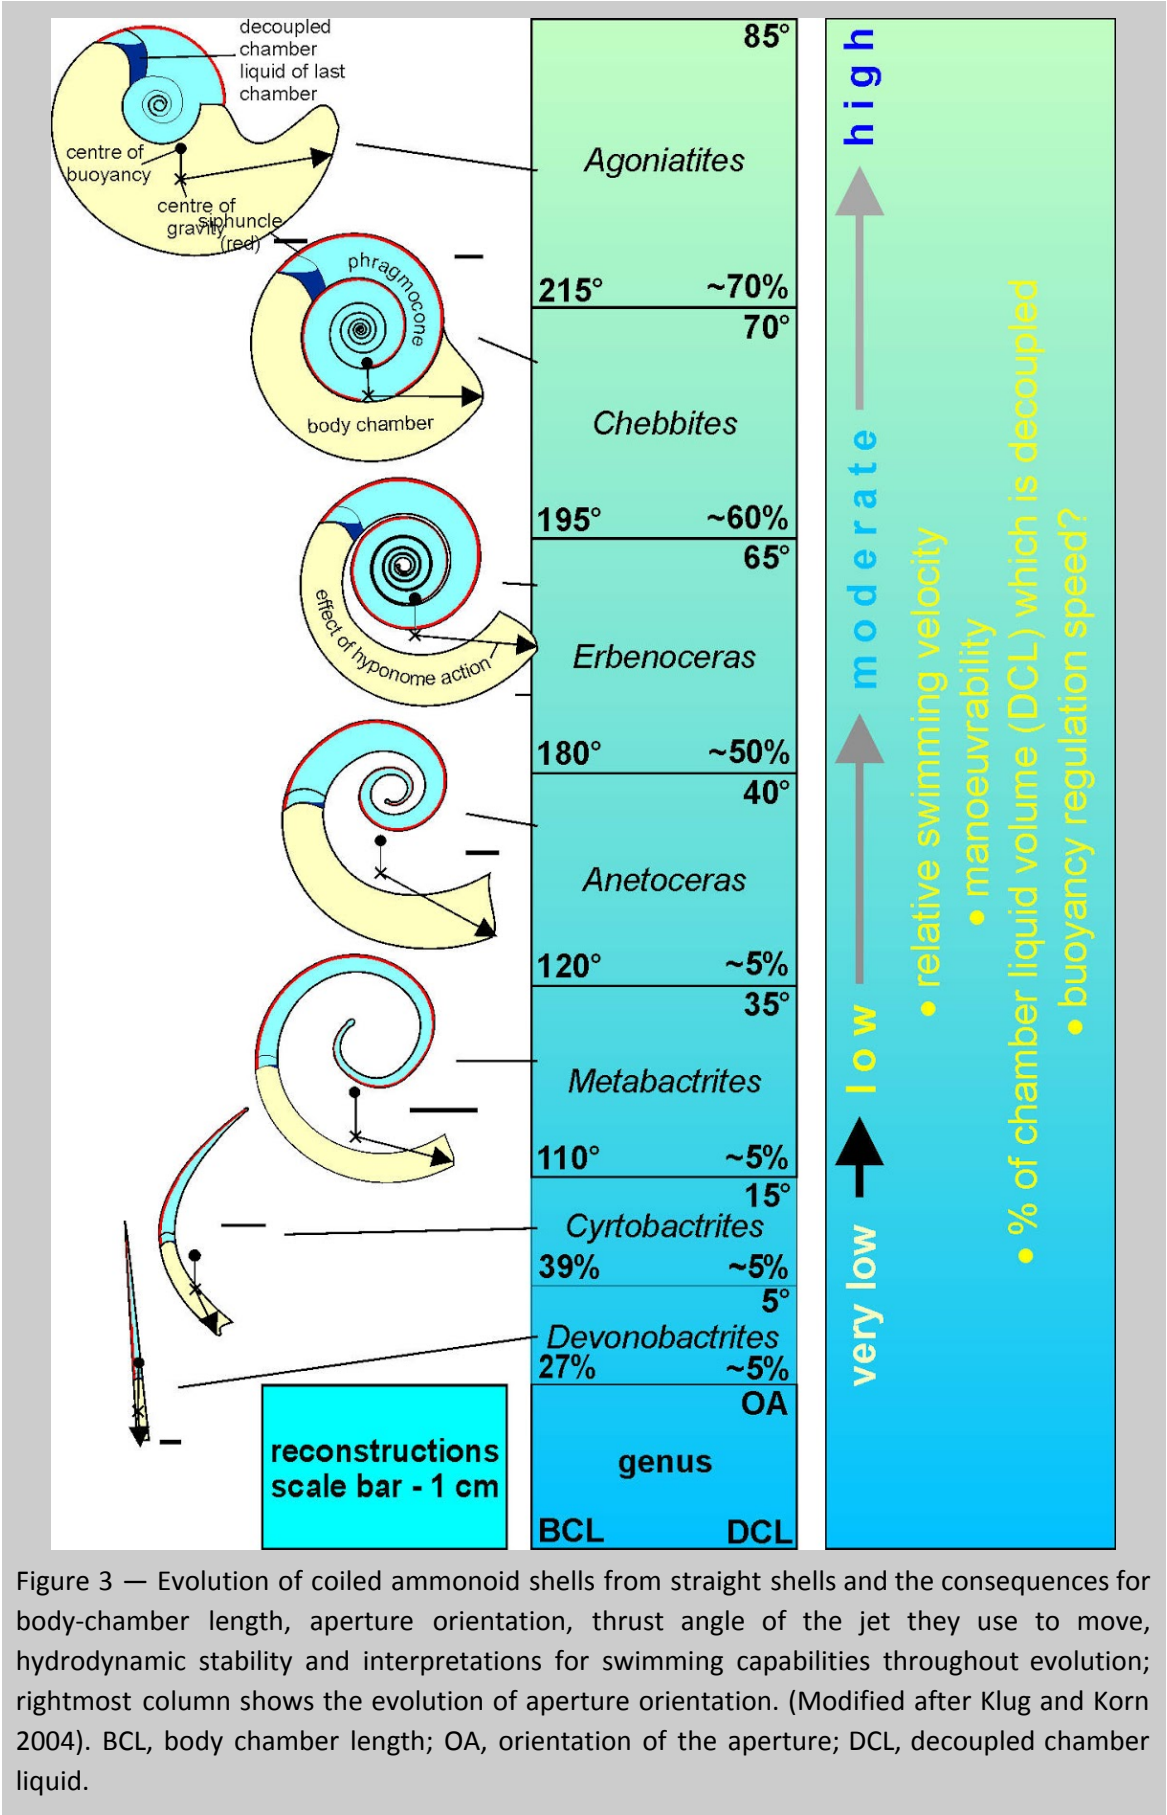 decoupled
chamber
liquid of last
chamber
centre of
buoyancy
centre of
gravity
siphuncle
(red)
phragmocone
body chamber
effect of hyponome action
85°
Agoniatites
215° ~70%
70°
Chebbites
195° ~60%
65°
Erbenoceras
180° ~50%
40°
Anetoceras
120° ~5%
35°
Metabactrites
110° ~5%
15°
Cyrtobactrites
39% ~5%
5°
Devonobactrites
27% ~5%
OA
genus
BCL DCL
reconstructions
scale bar - 1 cm
high
moderate
low
very low
• relative swimming velocity
• manoeuvrability
• % of chamber liquid volume (DCL) which is decoupled
• buoyancy regulation speed?
Figure 3 — Evolution of coiled ammonoid shells from straight shells and the consequences for
body-chamber length, aperture orientation, thrust angle of the jet they use to move,
hydrodynamic stability and interpretations for swimming capabilities throughout evolution;
rightmost column shows the evolution of aperture orientation. (Modified after Klug and Korn
2004). BCL, body chamber length; OA, orientation of the aperture; DCL, decoupled chamber
liquid.